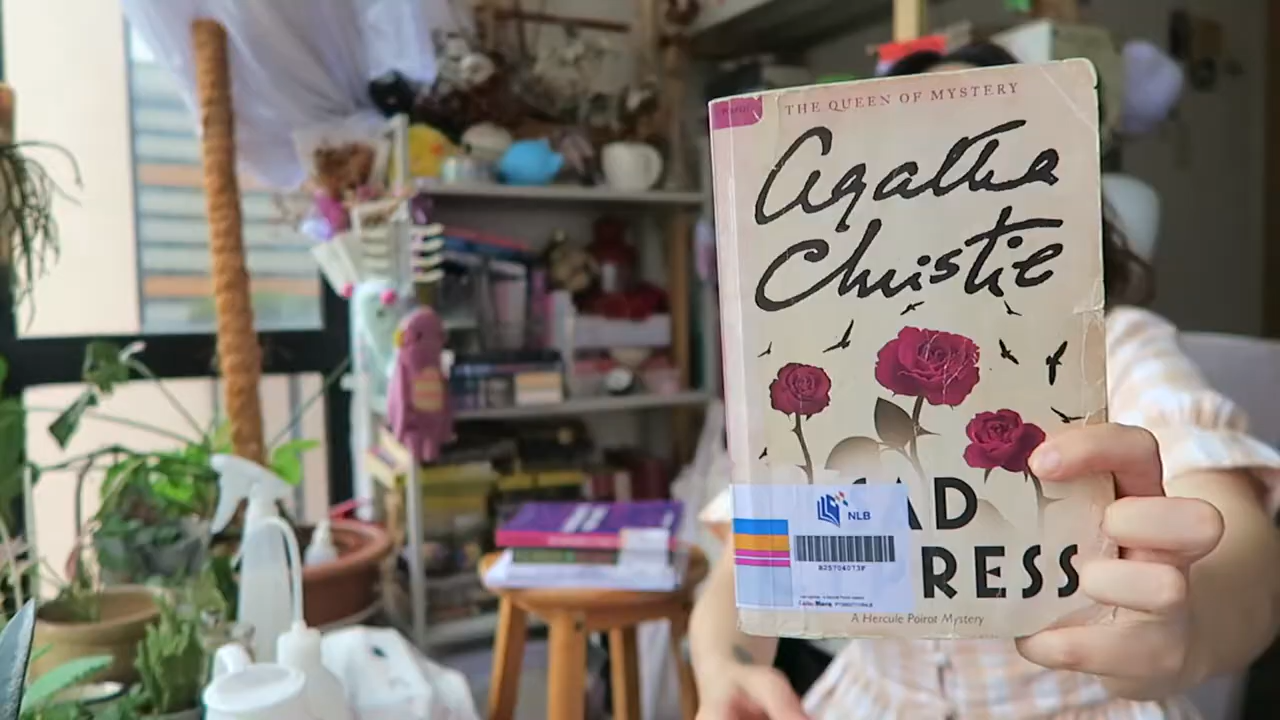 THE QUEEN OF MYSTERY
Agatha
Christie
AD
RESS
NLB
A Hercule Poirot Mystery